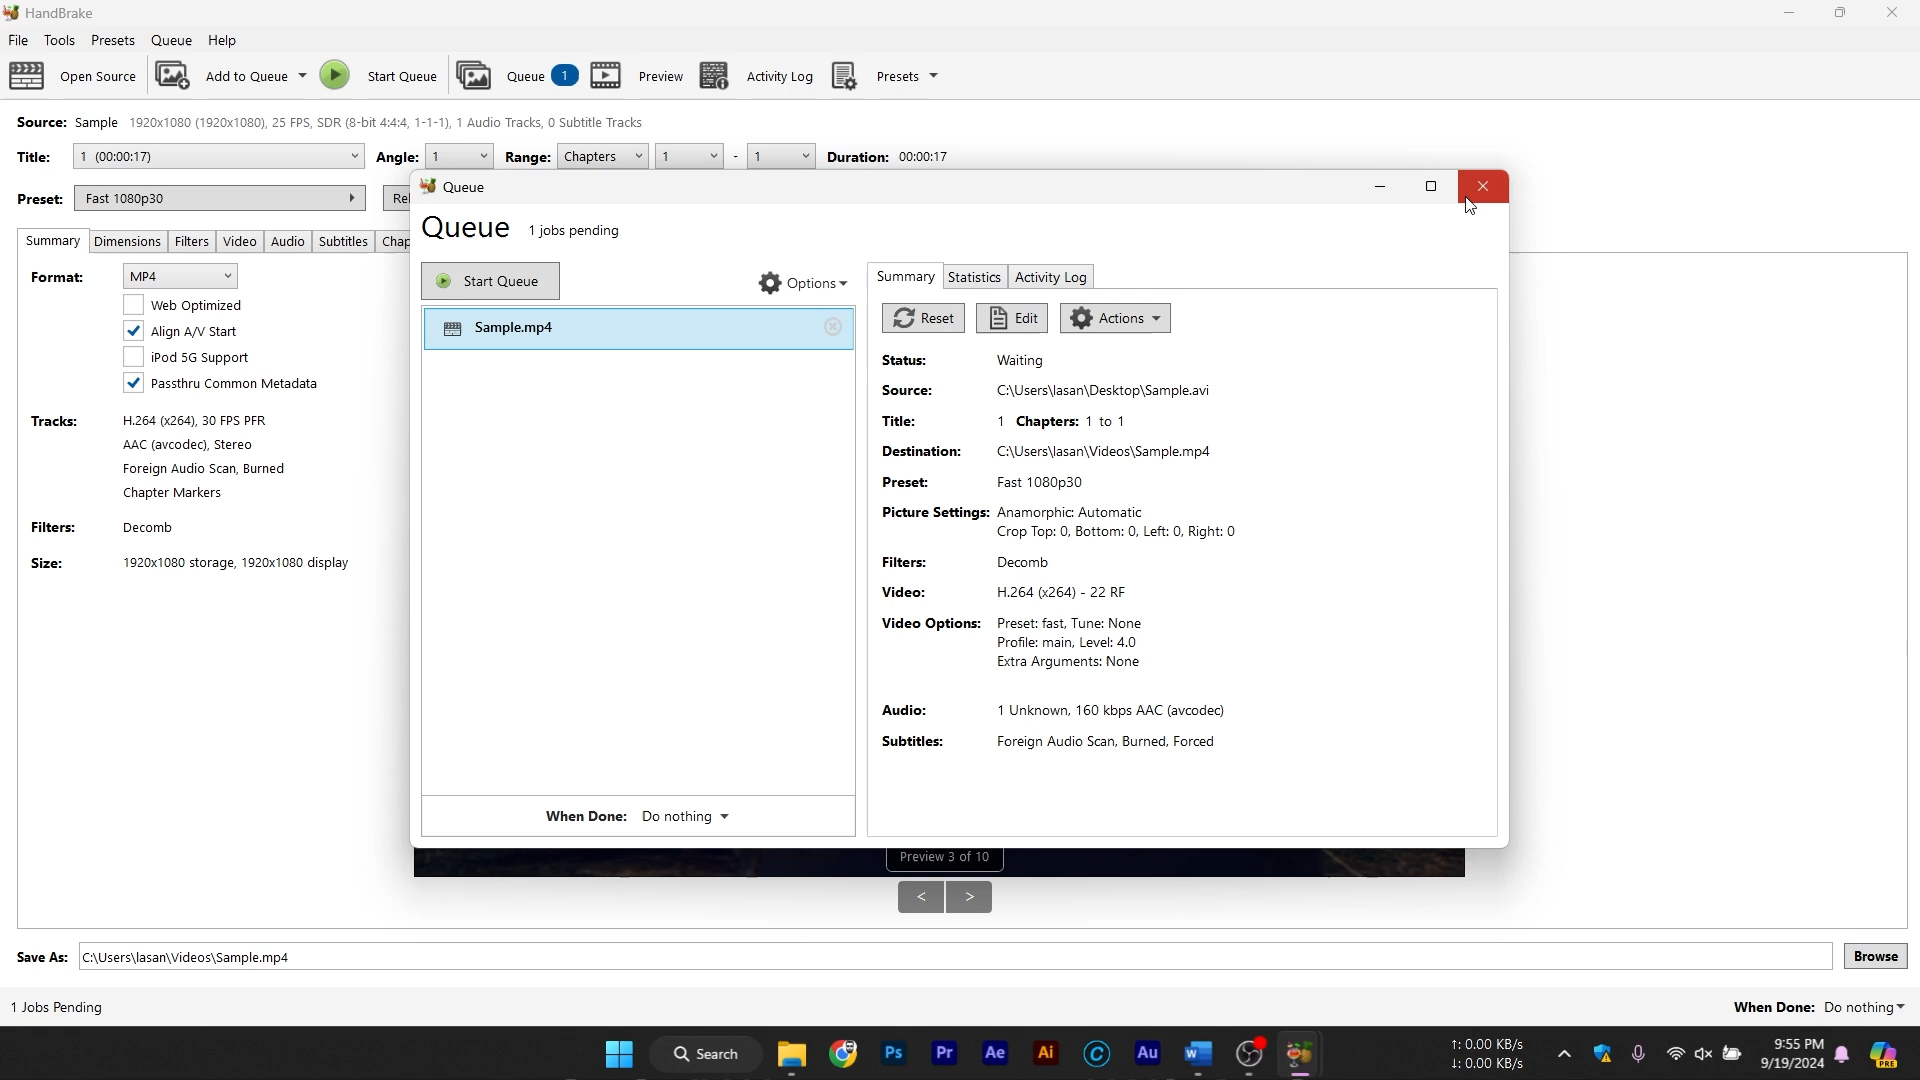 HandBrake
File Tools Presets Queue Help
Open Source Add to Queue Start Queue Queue 1 Preview Activity Log Presets
Source: Sample 1920x1080 (1920x1080), 25 FPS, SDR (8-bit 4:4:4, 1-1-1), 1 Audio Tracks, 0 Subtitle Tracks
Title: 1 (00:00:17) Angle: 1 Range: Chapters 1 - 1 Duration: 00:00:17
Preset: Fast 1080p30 Rel
Summary Dimensions Filters Video Audio Subtitles Chap
Format: MP4
Web Optimized
Align A/V Start
iPod 5G Support
Passthru Common Metadata
Tracks: H.264 (x264), 30 FPS PFR
AAC (avcodec), Stereo
Foreign Audio Scan, Burned
Chapter Markers
Filters: Decomb
Size: 1920x1080 storage, 1920x1080 display
Queue
Queue 1 jobs pending
Start Queue Options
Sample.mp4
When Done: Do nothing
Summary Statistics Activity Log
Reset Edit Actions
Status: Waiting
Source: C:\Users\lasan\Desktop\Sample.avi
Title: 1 Chapters: 1 to 1
Destination: C:\Users\lasan\Videos\Sample.mp4
Preset: Fast 1080p30
Picture Settings: Anamorphic: Automatic
Crop Top: 0, Bottom: 0, Left: 0, Right: 0
Filters: Decomb
Video: H.264 (x264) - 22 RF
Video Options: Preset: fast, Tune: None
Profile: main, Level: 4.0
Extra Arguments: None
Audio: 1 Unknown, 160 kbps AAC (avcodec)
Subtitles: Foreign Audio Scan, Burned, Forced
Preview 3 of 10
< >
Save As: C:\Users\lasan\Videos\Sample.mp4 Browse
1 Jobs Pending When Done: Do nothing
Search Ps Pr Ae Ai C Au W
↑: 0.00 KB/s
↓: 0.00 KB/s
9:55 PM
9/19/2024
PRE